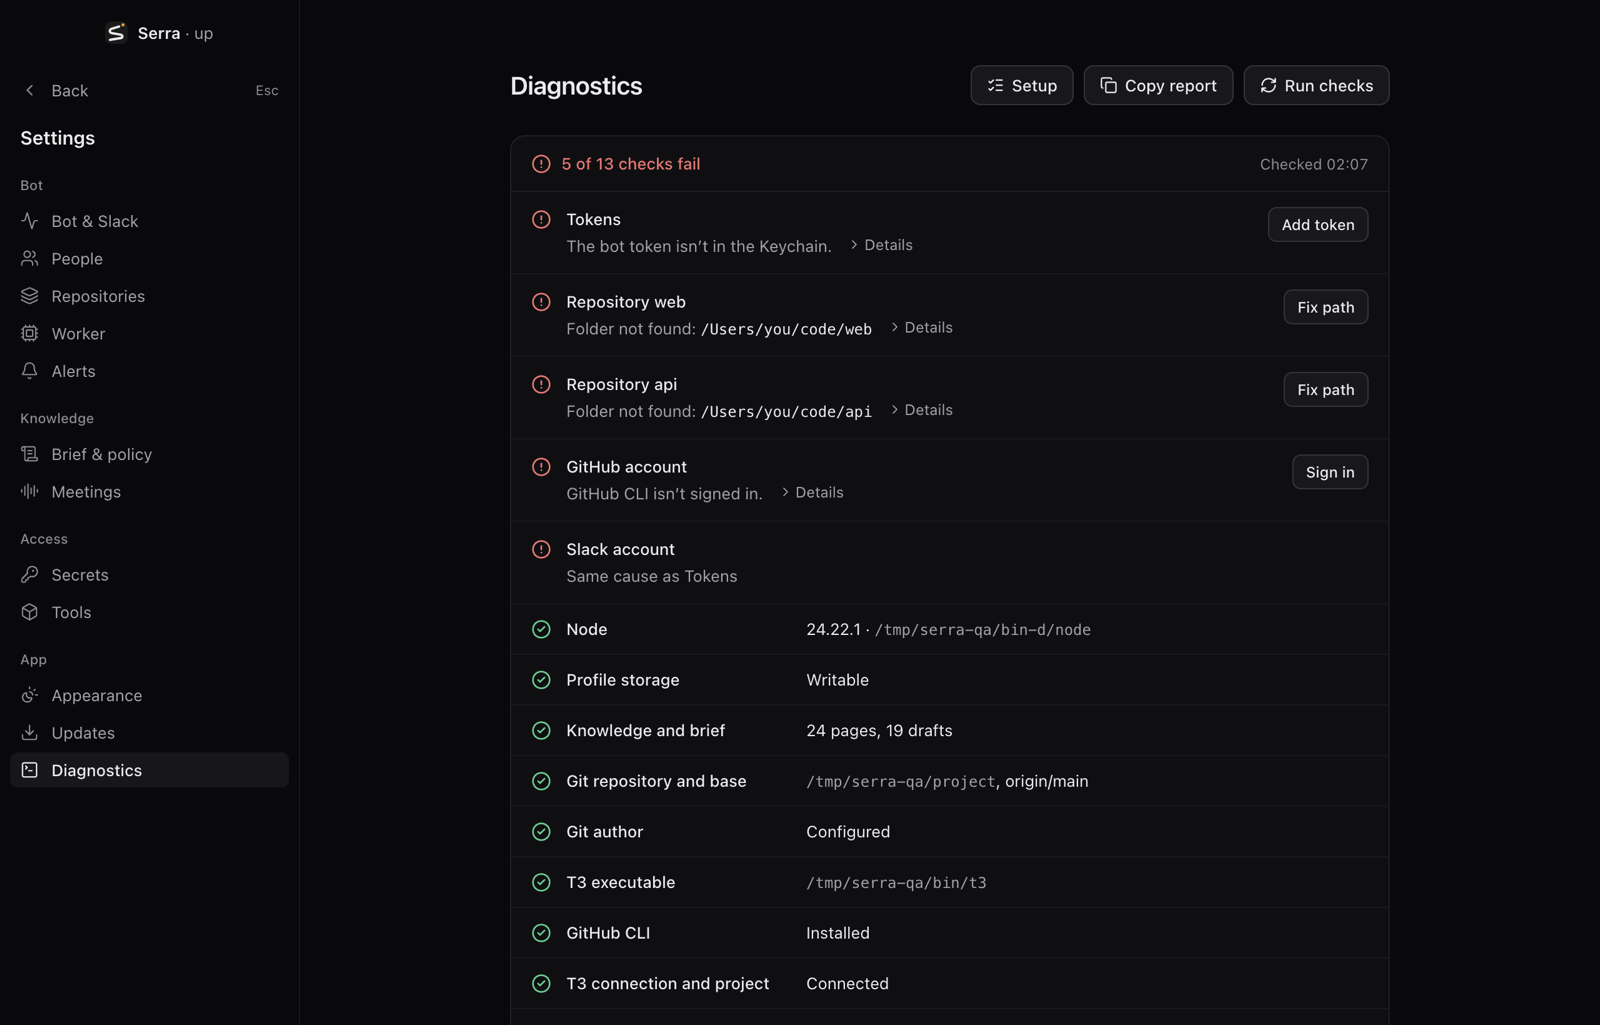 Serra · up
Back Esc
Settings
Bot
Bot & Slack
People
Repositories
Worker
Alerts
Knowledge
Brief & policy
Meetings
Access
Secrets
Tools
App
Appearance
Updates
Diagnostics
Diagnostics
Setup Copy report Run checks
5 of 13 checks fail Checked 02:07
Tokens
The bot token isn’t in the Keychain. Details
Add token
Repository web
Folder not found: /Users/you/code/web Details
Fix path
Repository api
Folder not found: /Users/you/code/api Details
Fix path
GitHub account
GitHub CLI isn’t signed in. Details
Sign in
Slack account
Same cause as Tokens
Node 24.22.1 · /tmp/serra-qa/bin-d/node
Profile storage Writable
Knowledge and brief 24 pages, 19 drafts
Git repository and base /tmp/serra-qa/project, origin/main
Git author Configured
T3 executable /tmp/serra-qa/bin/t3
GitHub CLI Installed
T3 connection and project Connected